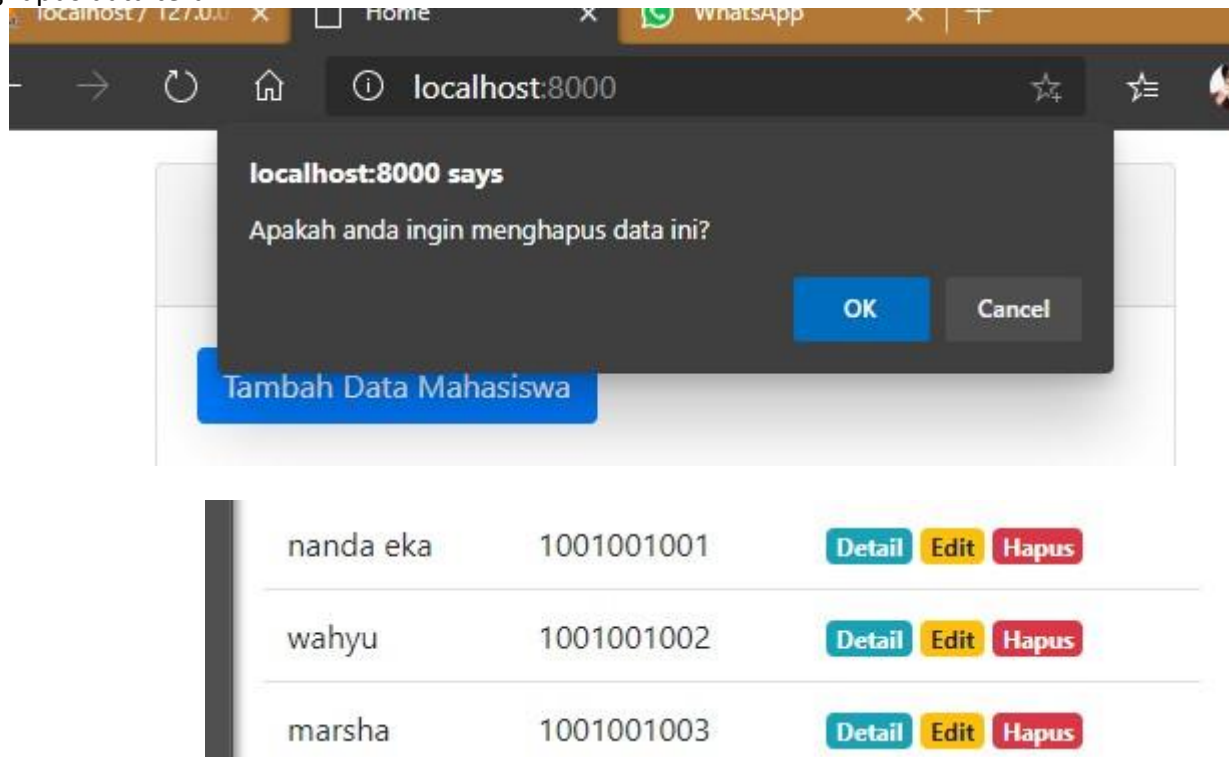 localhost / 127.0.0 Home WhatsApp
localhost:8000
localhost:8000 says
Apakah anda ingin menghapus data ini?
OK Cancel
Tambah Data Mahasiswa
nanda eka 1001001001 Detail Edit Hapus
wahyu 1001001002 Detail Edit Hapus
marsha 1001001003 Detail Edit Hapus